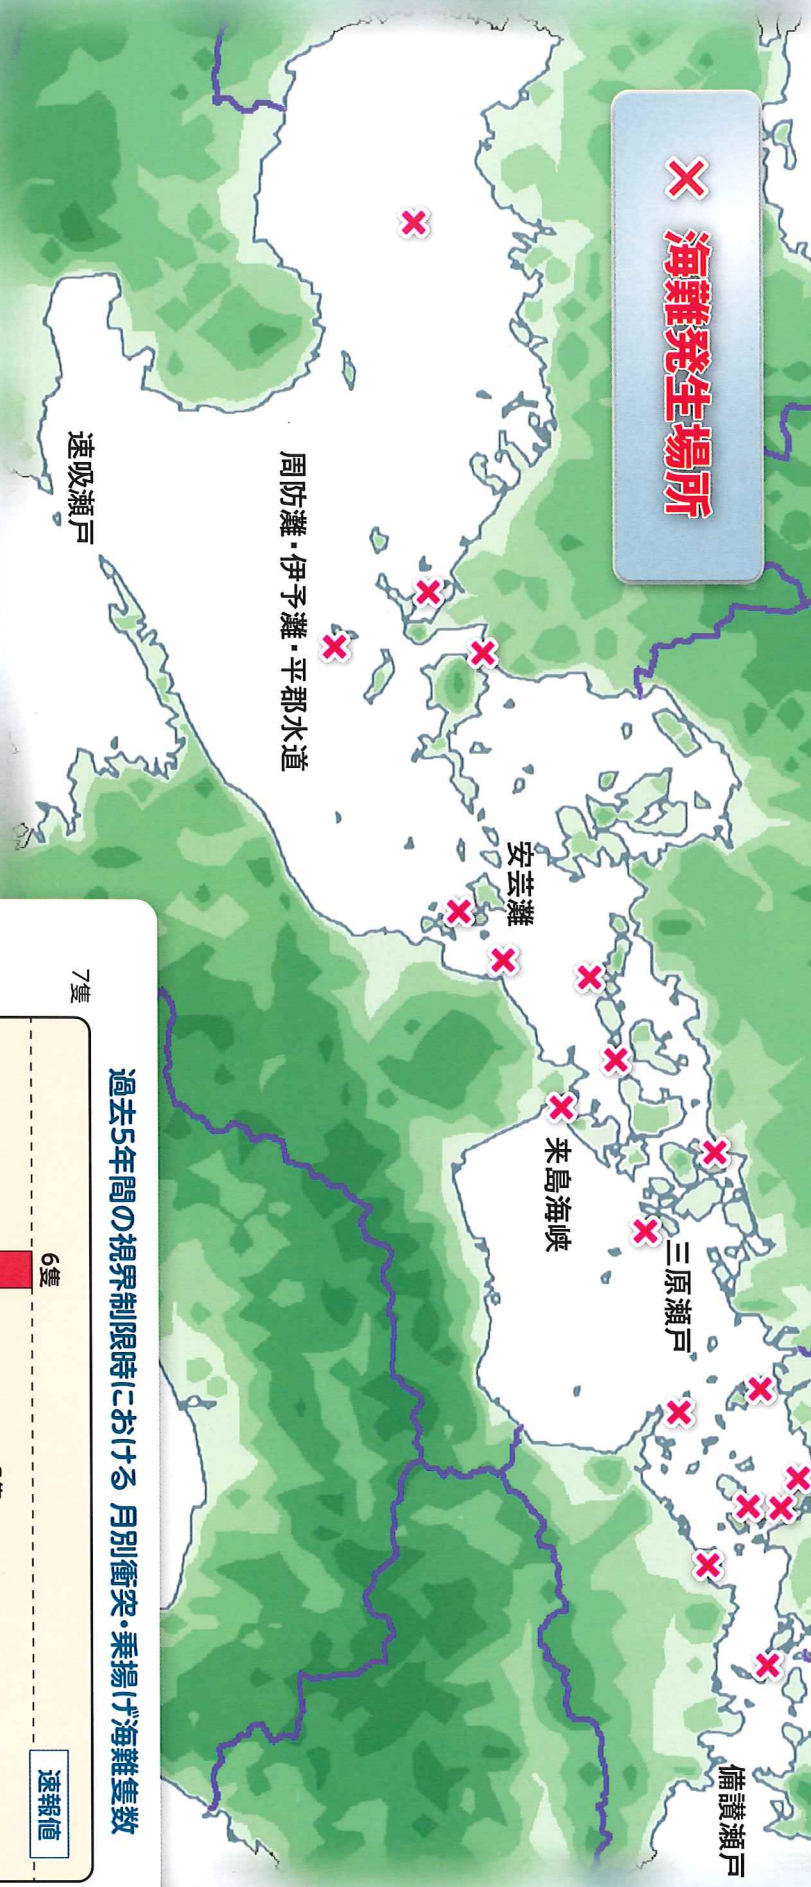 × 海難発生場所
備讃瀬戸
三原瀬戸
来島海峡
安芸灘
周防灘・伊予灘・平郡水道
速吸瀬戸
過去5年間の視界制限時における 月別衝突・乗揚げ海難隻数
7隻
6隻
速報値